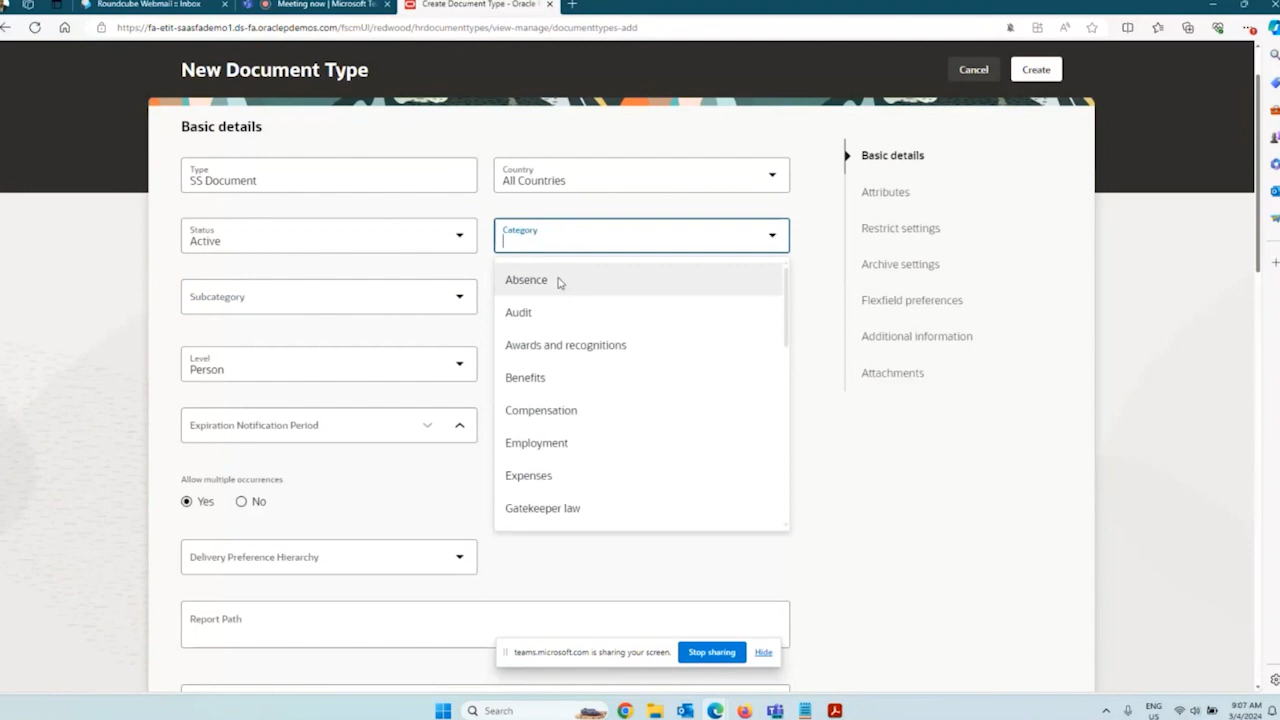 Roundcube Webmail :: Inbox
Meeting now | Microsoft Te
Create Document Type - Oracle
https://fa-etit-saasfademo1.ds-fa.oraclepdemos.com/fscmUI/redwood/hrdocumenttypes/view-manage/documenttypes-add
New Document Type
Cancel
Create
Basic details
Type
SS Document
Country
All Countries
Status
Active
Category
Subcategory
Level
Person
Expiration Notification Period
Allow multiple occurrences
Yes
No
Delivery Preference Hierarchy
Report Path
Absence
Audit
Awards and recognitions
Benefits
Compensation
Employment
Expenses
Gatekeeper law
Basic details
Attributes
Restrict settings
Archive settings
Flexfield preferences
Additional information
Attachments
teams.microsoft.com is sharing your screen.
Stop sharing
Hide
Search
ENG
US
9:07 AM
3/4/2024